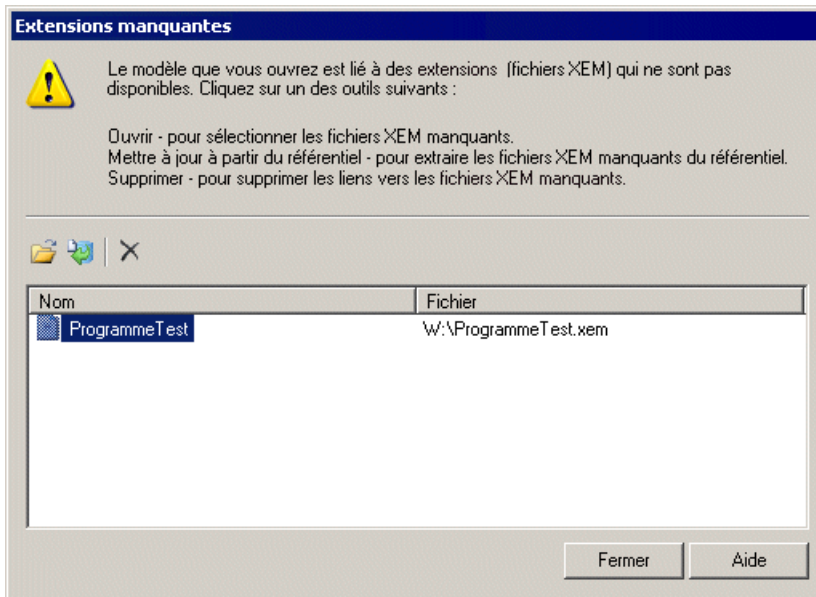 Extensions manquantes
Le modèle que vous ouvrez est lié à des extensions (fichiers XEM) qui ne sont pas
disponibles. Cliquez sur un des outils suivants :
Ouvrir - pour sélectionner les fichiers XEM manquants.
Mettre à jour à partir du référentiel - pour extraire les fichiers XEM manquants du référentiel.
Supprimer - pour supprimer les liens vers les fichiers XEM manquants.
Nom Fichier
ProgrammeTest W:\ProgrammeTest.xem
Fermer Aide